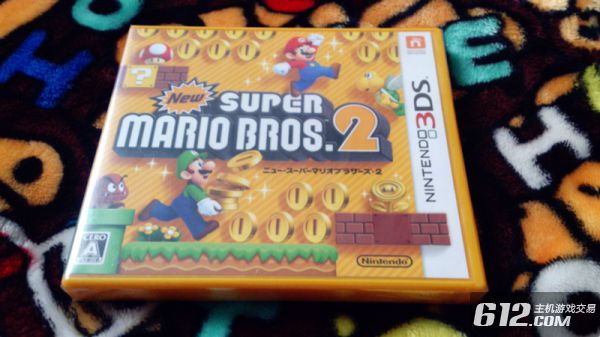 New
SUPER
MARIO BROS.2
ニュー・スーパーマリオブラザーズ・2
NINTENDO 3DS
Nintendo
CERO
A
612.COM
主机游戏交易